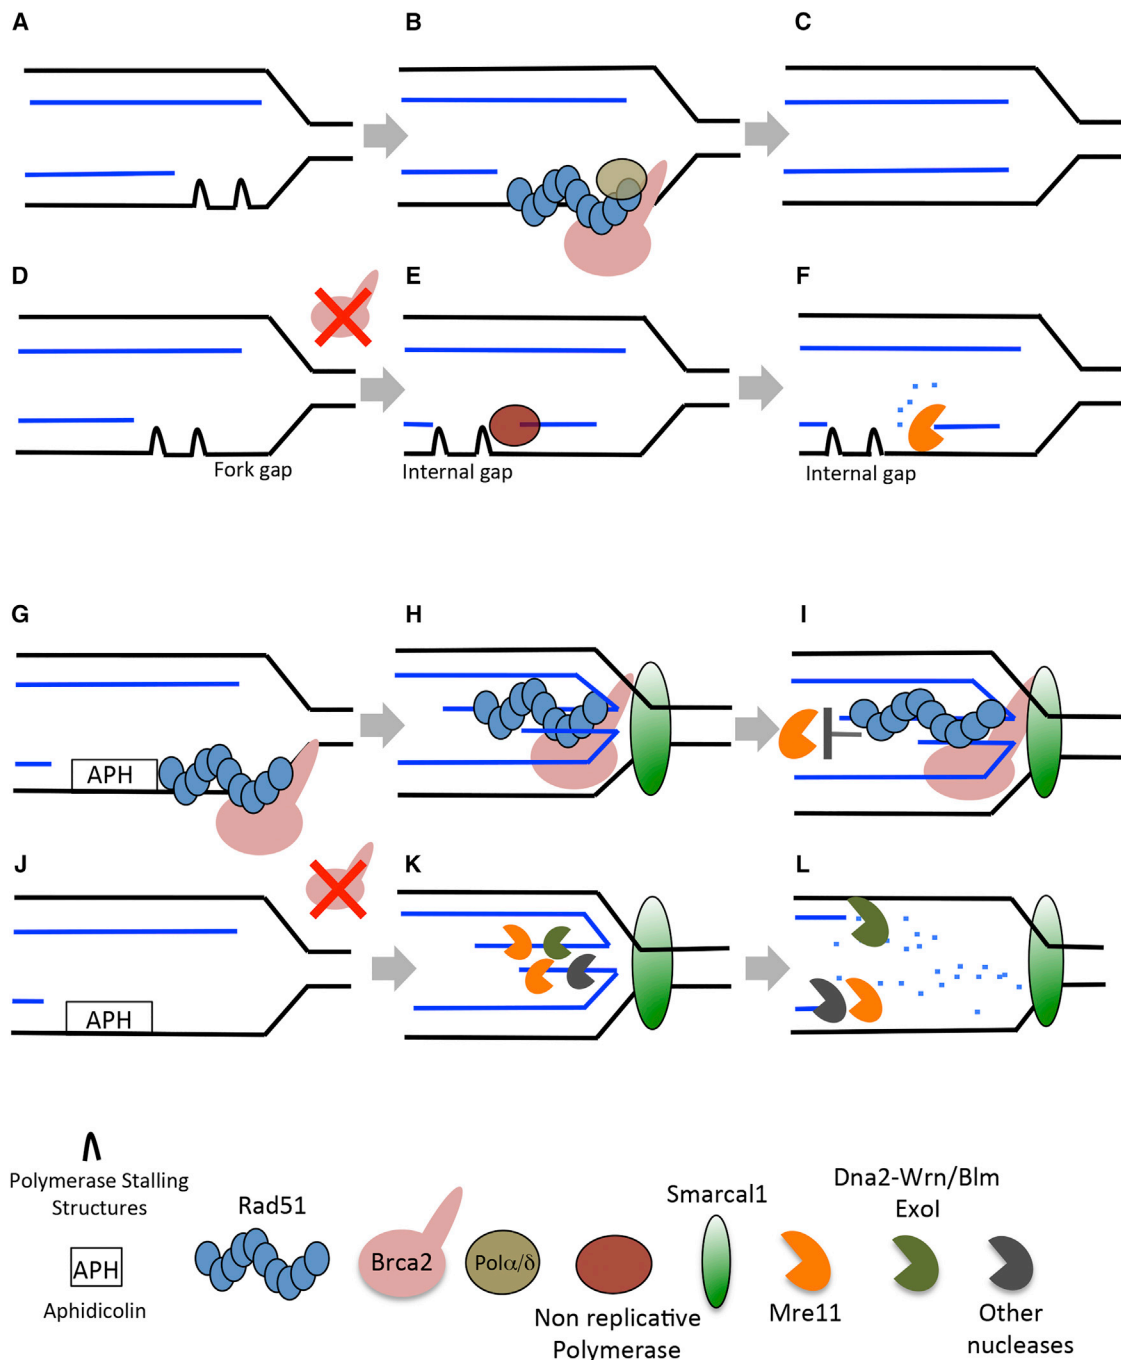 A
B
C
D
E
F
Fork gap
Internal gap
Internal gap
G
H
I
APH
J
K
L
APH
Polymerase Stalling
Structures
Rad51
Smarcal1
Dna2-Wrn/Blm
ExoI
APH
Brca2
Polα/δ
Aphidicolin
Non replicative
Polymerase
Mre11
Other
nucleases